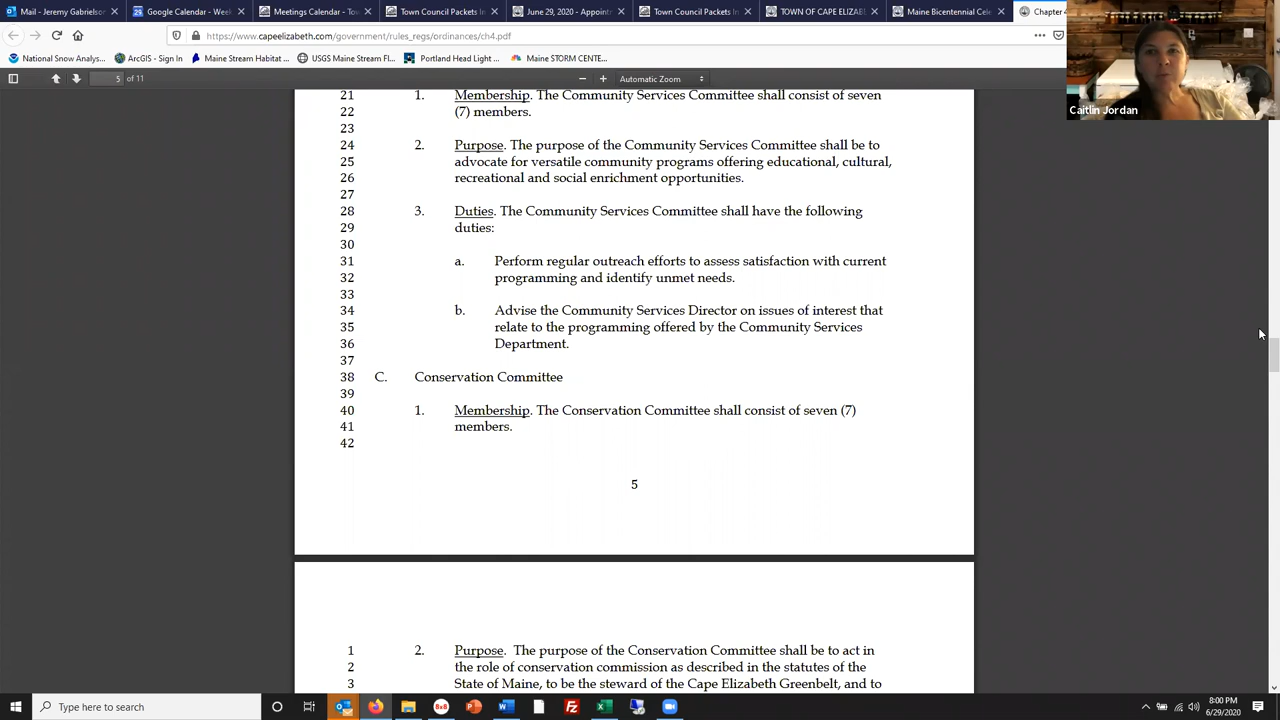 Mail - Jeremy Gabrielson
Google Calendar - Wee
Meetings Calendar - Tov
Town Council Packets - T
June 29, 2020 - Appoint
Town Council Packets - T
TOWN OF CAPE ELIZABE
Maine Bicentennial Cele
Chapter 4
https://www.capeelizabeth.com/government/rules_regs/ordinances/ch4.pdf
National Snow Analys...
ArcGIS - Sign In
Maine Stream Habitat ...
USGS Maine Stream Fl...
Portland Head Light ...
Maine STORM CENTE...
5 of 11
Automatic Zoom
Caitlin Jordan
21 1. Membership. The Community Services Committee shall consist of seven
22 (7) members.
23
24 2. Purpose. The purpose of the Community Services Committee shall be to
25 advocate for versatile community programs offering educational, cultural,
26 recreational and social enrichment opportunities.
27
28 3. Duties. The Community Services Committee shall have the following
29 duties:
30
31 a. Perform regular outreach efforts to assess satisfaction with current
32 programming and identify unmet needs.
33
34 b. Advise the Community Services Director on issues of interest that
35 relate to the programming offered by the Community Services
36 Department.
37
38 C. Conservation Committee
39
40 1. Membership. The Conservation Committee shall consist of seven (7)
41 members.
42
5
1 2. Purpose. The purpose of the Conservation Committee shall be to act in
2 the role of conservation commission as described in the statutes of the
3 State of Maine, to be the steward of the Cape Elizabeth Greenbelt, and to
Type here to search
8x8
8:00 PM
6/29/2020